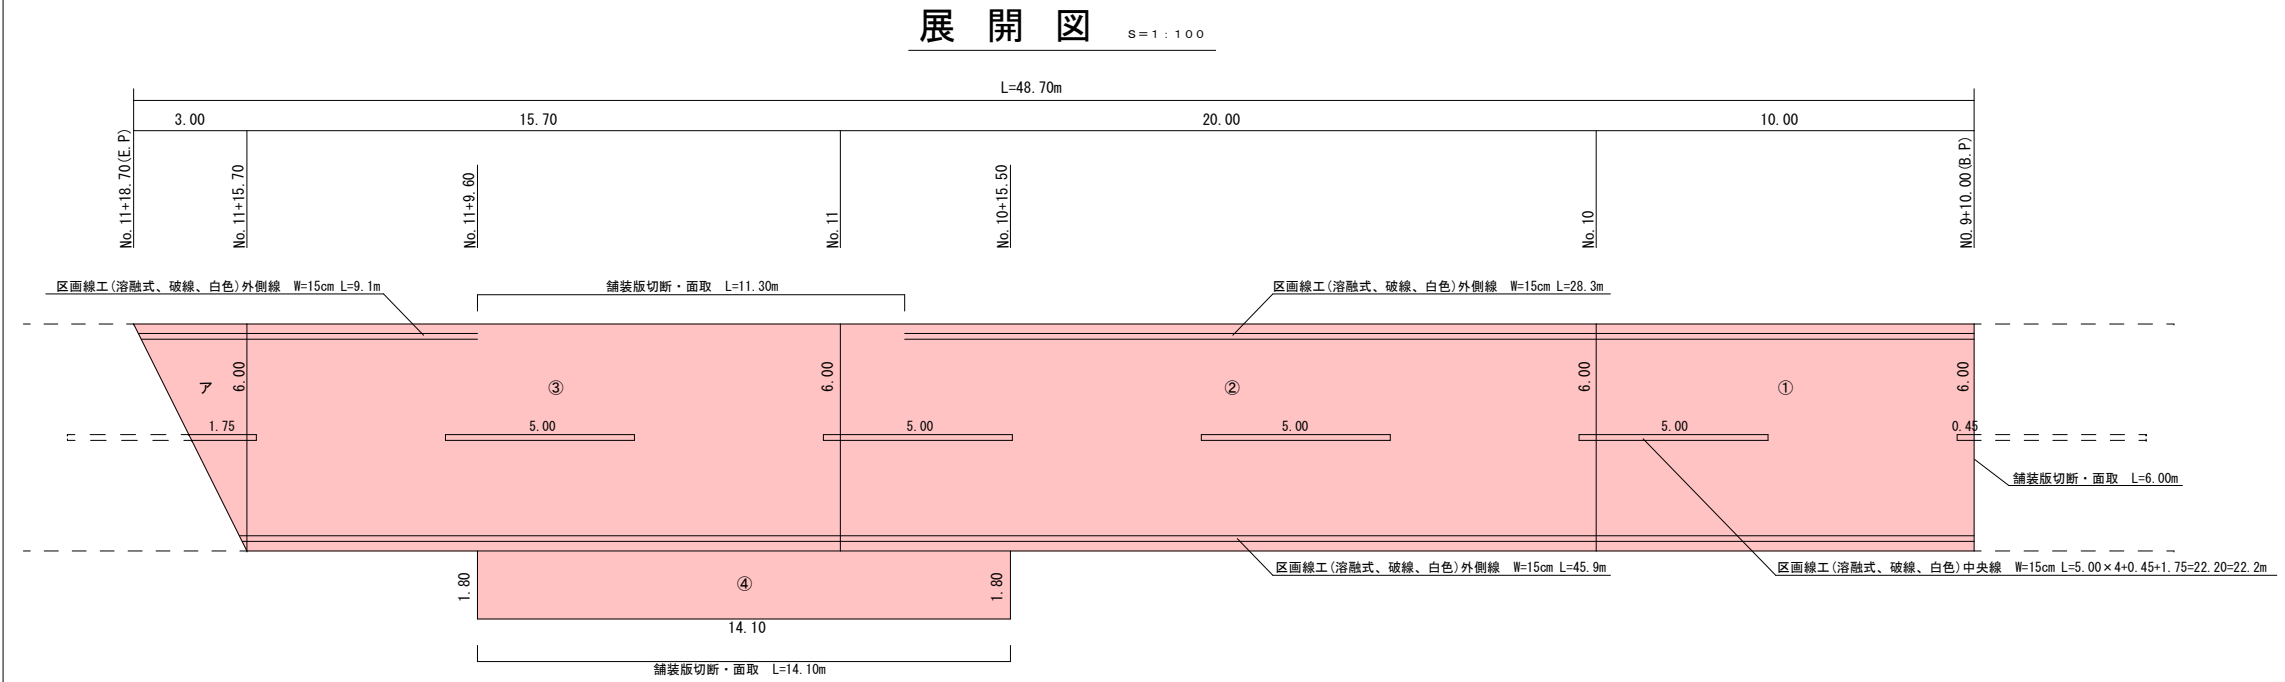 展 開 図 S=1:100
L=48.70m
3.00 15.70 20.00 10.00
No.11+18.70(E.P)
No.11+15.70
No.11+9.60
No.11
No.10+15.50
No.10
NO.9+10.00(B.P)
区画線工(溶融式、破線、白色)外側線 W=15cm L=9.1m
舗装版切断・面取 L=11.30m
区画線工(溶融式、破線、白色)外側線 W=15cm L=28.3m
ア 6.00 ③ 6.00 ② 6.00 ① 6.00
1.75 5.00 5.00 5.00 5.00 0.45
舗装版切断・面取 L=6.00m
区画線工(溶融式、破線、白色)外側線 W=15cm L=45.9m
区画線工(溶融式、破線、白色)中央線 W=15cm L=5.00×4+0.45+1.75=22.20=22.2m
1.80 ④ 1.80
14.10
舗装版切断・面取 L=14.10m